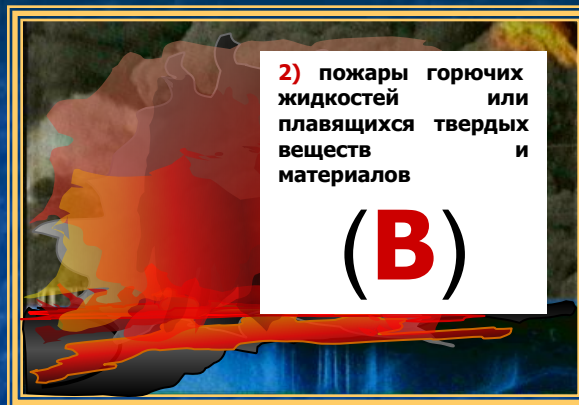 2) пожары горючих
жидкостей или
плавящихся твердых
веществ и
материалов
(В)